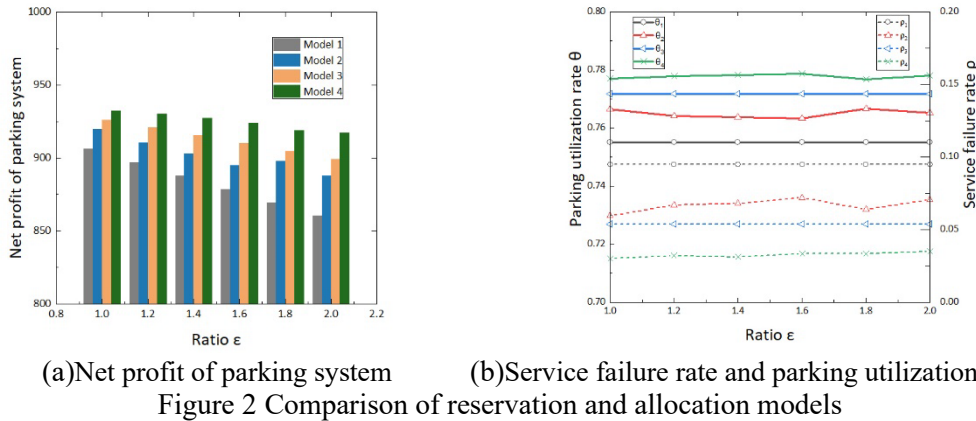 1000
950
900
850
800
Net profit of parking system
Model 1
Model 2
Model 3
Model 4
0.8 1.0 1.2 1.4 1.6 1.8 2.0 2.2
Ratio ε
0.80
0.78
0.76
0.74
0.72
0.70
Parking utilization rate θ
θ₁
θ₂
θ₃
θ₄
ρ₁
ρ₂
ρ₄
0.20
0.15
0.10
0.05
0.00
Service failure rate ρ
1.0 1.2 1.4 1.6 1.8 2.0
Ratio ε
(a)Net profit of parking system (b)Service failure rate and parking utilization
Figure 2 Comparison of reservation and allocation models